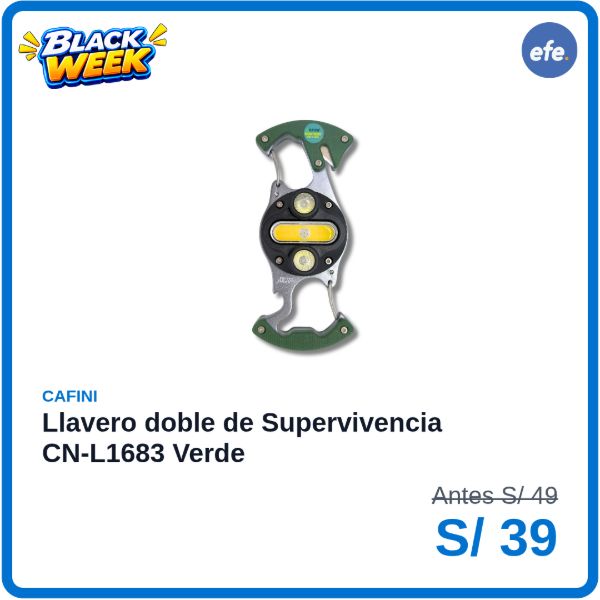 BLACK
WEEK
efe.
CAFINI
Llavero doble de Supervivencia
CN-L1683 Verde
Antes S/ 49
S/ 39